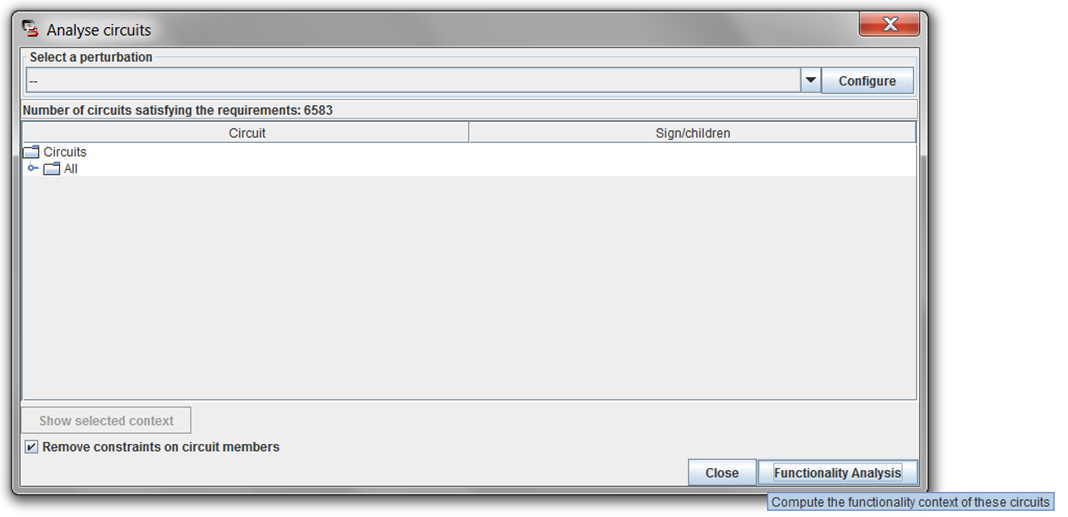 Analyse circuits
Select a perturbation
--
Configure
Number of circuits satisfying the requirements: 6583
Circuit
Sign/children
Circuits
All
Show selected context
Remove constraints on circuit members
Close
Functionality Analysis
Compute the functionality context of these circuits